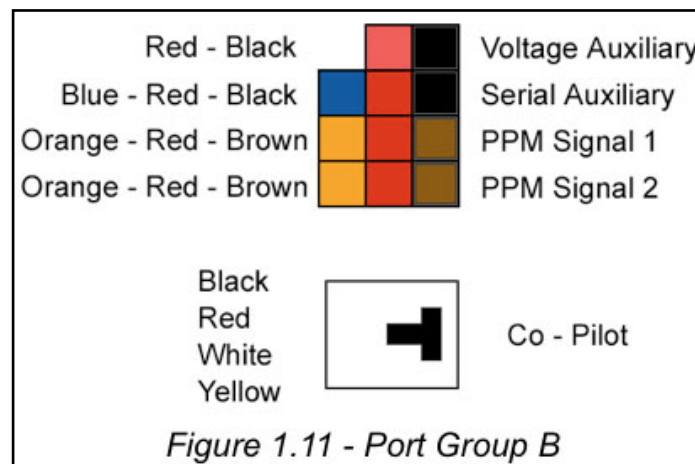 Red - Black Voltage Auxiliary
Blue - Red - Black Serial Auxiliary
Orange - Red - Brown PPM Signal 1
Orange - Red - Brown PPM Signal 2
Black
Red
White
Yellow
Co - Pilot
Figure 1.11 - Port Group B